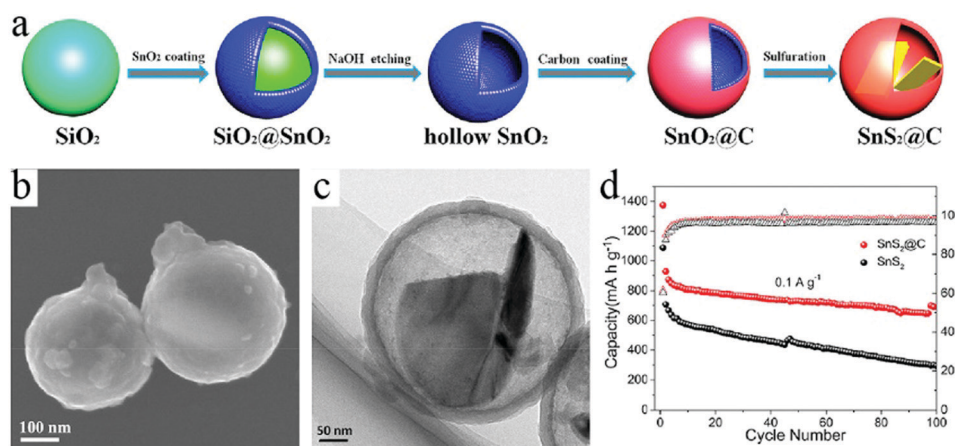 a
SnO₂ coating
NaOH etching
Carbon coating
Sulfuration
SiO₂
SiO₂@SnO₂
hollow SnO₂
SnO₂@C
SnS₂@C
b
100 nm
c
50 nm
d
Capacity(mA h g⁻¹)
1400
1200
1000
800
600
400
200
0
100
80
60
40
20
0
SnS₂@C
SnS₂
0.1 A g⁻¹
0 20 40 60 80 100
Cycle Number